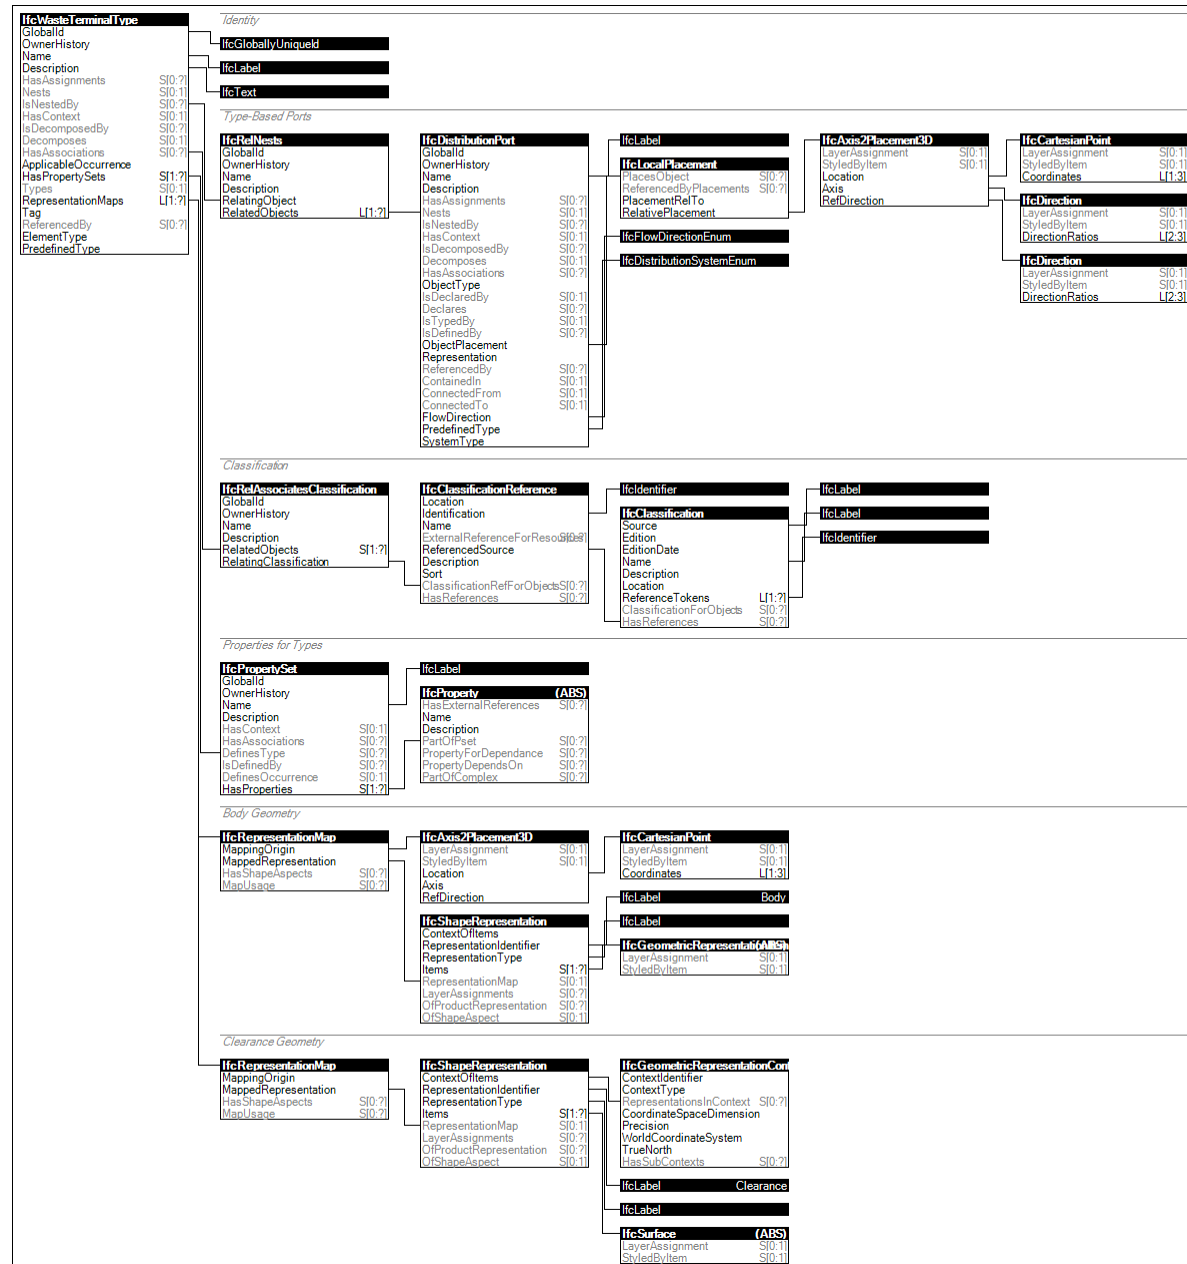 IfcWasteTerminalType
GlobalId
OwnerHistory
Name
Description
HasAssignments S[0:?]
Nests S[0:1]
IsNestedBy S[0:?]
HasContext S[0:1]
IsDecomposedBy S[0:?]
Decomposes S[0:1]
HasAssociations S[0:?]
ApplicableOccurrence
HasPropertySets S[1:?]
Types S[0:1]
RepresentationMaps L[1:?]
Tag
ReferencedBy S[0:?]
ElementType
PredefinedType
Identity
IfcGloballyUniqueId
IfcLabel
IfcText
Type-Based Ports
IfcRelNests
GlobalId
OwnerHistory
Name
Description
RelatingObject
RelatedObjects L[1:?]
IfcDistributionPort
GlobalId
OwnerHistory
Name
Description
HasAssignments S[0:?]
Nests S[0:1]
IsNestedBy S[0:?]
HasContext S[0:1]
IsDecomposedBy S[0:?]
Decomposes S[0:1]
HasAssociations S[0:?]
ObjectType
IsDeclaredBy S[0:1]
Declares S[0:?]
IsTypedBy S[0:1]
IsDefinedBy S[0:?]
ObjectPlacement
Representation
ReferencedBy S[0:?]
ContainedIn S[0:1]
ConnectedFrom S[0:1]
ConnectedTo S[0:1]
FlowDirection
PredefinedType
SystemType
IfcLabel
IfcLocalPlacement
PlacesObject S[0:?]
ReferencedByPlacements S[0:?]
PlacementRelTo
RelativePlacement
IfcFlowDirectionEnum
IfcDistributionSystemEnum
IfcAxis2Placement3D
LayerAssignment S[0:1]
StyledByItem S[0:1]
Location
Axis
RefDirection
IfcCartesianPoint
LayerAssignment S[0:1]
StyledByItem S[0:1]
Coordinates L[1:3]
IfcDirection
LayerAssignment S[0:1]
StyledByItem S[0:1]
DirectionRatios L[2:3]
IfcDirection
LayerAssignment S[0:1]
StyledByItem S[0:1]
DirectionRatios L[2:3]
Classification
IfcRelAssociatesClassification
GlobalId
OwnerHistory
Name
Description
RelatedObjects S[1:?]
RelatingClassification
IfcClassificationReference
Location
Identification
Name
ExternalReferenceForResources S[0:?]
ReferencedSource
Description
Sort
ClassificationRefForObjects S[0:?]
HasReferences S[0:?]
IfcIdentifier
IfcClassification
Source
Edition
EditionDate
Name
Description
Location
ReferenceTokens L[1:?]
ClassificationForObjects S[0:?]
HasReferences S[0:?]
IfcLabel
IfcLabel
IfcIdentifier
Properties for Types
IfcPropertySet
GlobalId
OwnerHistory
Name
Description
HasContext S[0:1]
HasAssociations S[0:?]
DefinesType S[0:?]
IsDefinedBy S[0:?]
DefinesOccurrence S[0:1]
HasProperties S[1:?]
IfcLabel
IfcProperty (ABS)
HasExternalReferences S[0:?]
Name
Description
PartOfPset S[0:?]
PropertyForDependance S[0:?]
PropertyDependsOn S[0:?]
PartOfComplex S[0:?]
Body Geometry
IfcRepresentationMap
MappingOrigin
MappedRepresentation
HasShapeAspects S[0:?]
MapUsage S[0:?]
IfcAxis2Placement3D
LayerAssignment S[0:1]
StyledByItem S[0:1]
Location
Axis
RefDirection
IfcShapeRepresentation
ContextOfItems
RepresentationIdentifier
RepresentationType
Items S[1:?]
RepresentationMap S[0:1]
LayerAssignments S[0:?]
OfProductRepresentation S[0:?]
OfShapeAspect S[0:1]
IfcCartesianPoint
LayerAssignment S[0:1]
StyledByItem S[0:1]
Coordinates L[1:3]
IfcLabel Body
IfcLabel
LayerAssignment S[0:1]
StyledByItem S[0:1]
Clearance Geometry
IfcRepresentationMap
MappingOrigin
MappedRepresentation
HasShapeAspects S[0:?]
MapUsage S[0:?]
IfcShapeRepresentation
ContextOfItems
RepresentationIdentifier
RepresentationType
Items S[1:?]
RepresentationMap S[0:1]
LayerAssignments S[0:?]
OfProductRepresentation S[0:?]
OfShapeAspect S[0:1]
IfcGeometricRepresentationCon
ContextIdentifier
ContextType
RepresentationsInContext S[0:?]
CoordinateSpaceDimension
Precision
WorldCoordinateSystem
TrueNorth
HasSubContexts S[0:?]
IfcLabel Clearance
IfcLabel
IfcSurface (ABS)
LayerAssignment S[0:1]
StyledByItem S[0:1]